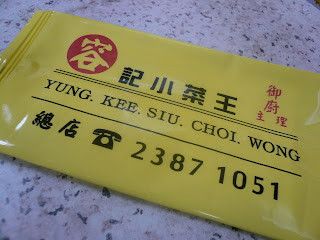 容記小菜王 御廚主理
YUNG. KEE. SIU. CHOI. WONG
總店 ☎ 2387 1051